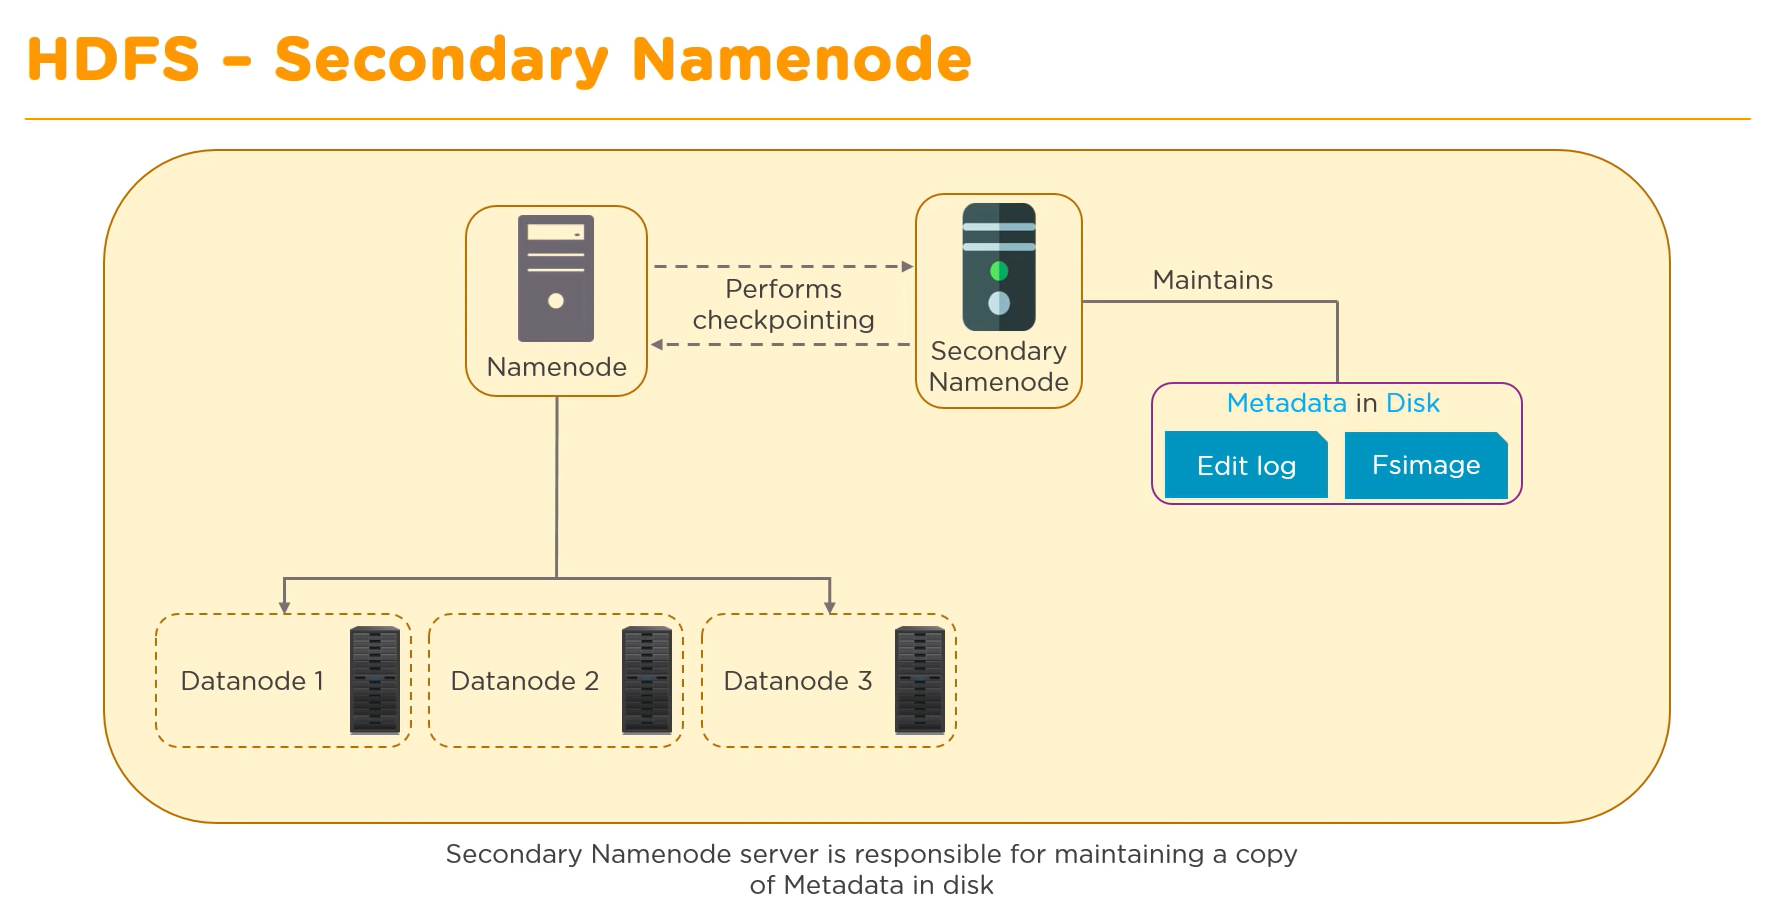 HDFS – Secondary Namenode
Performs
checkpointing
Namenode
Secondary
Namenode
Maintains
Metadata in Disk
Edit log
Fsimage
Datanode 1
Datanode 2
Datanode 3
Secondary Namenode server is responsible for maintaining a copy
of Metadata in disk